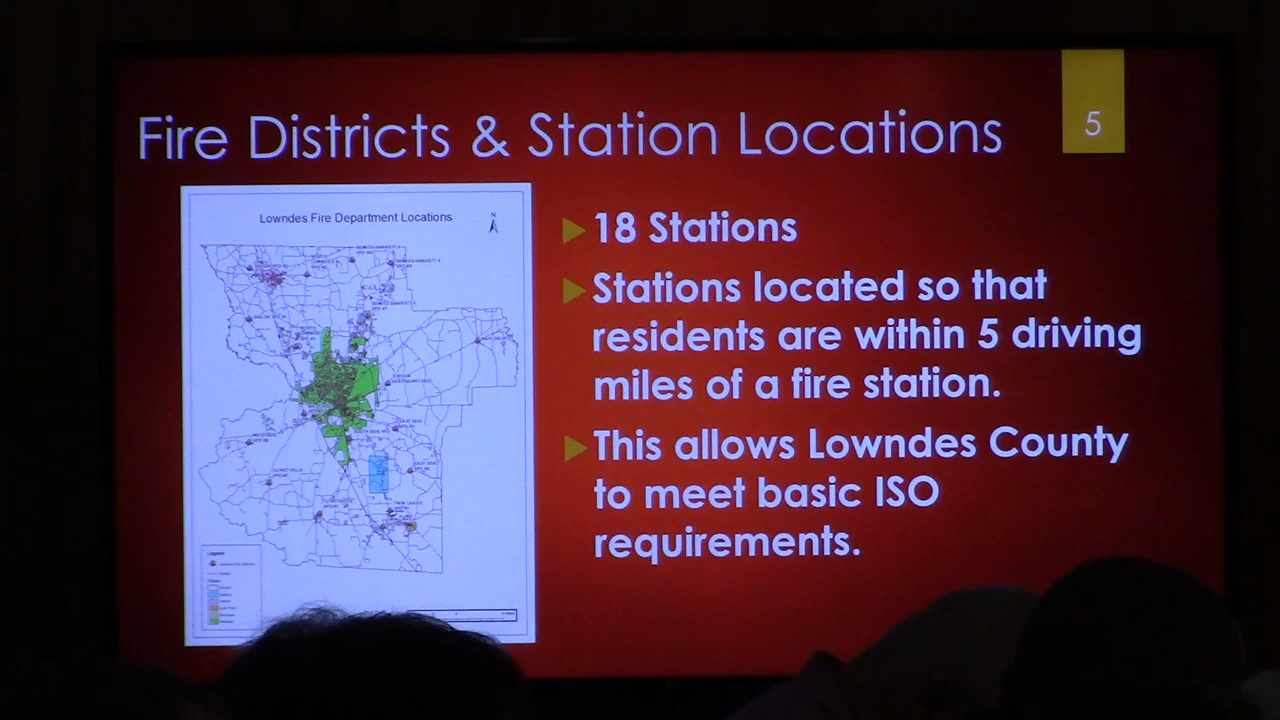 Fire Districts & Station Locations
5
Lowndes Fire Department Locations
N
18 Stations
Stations located so that
residents are within 5 driving
miles of a fire station.
This allows Lowndes County
to meet basic ISO
requirements.
Legend